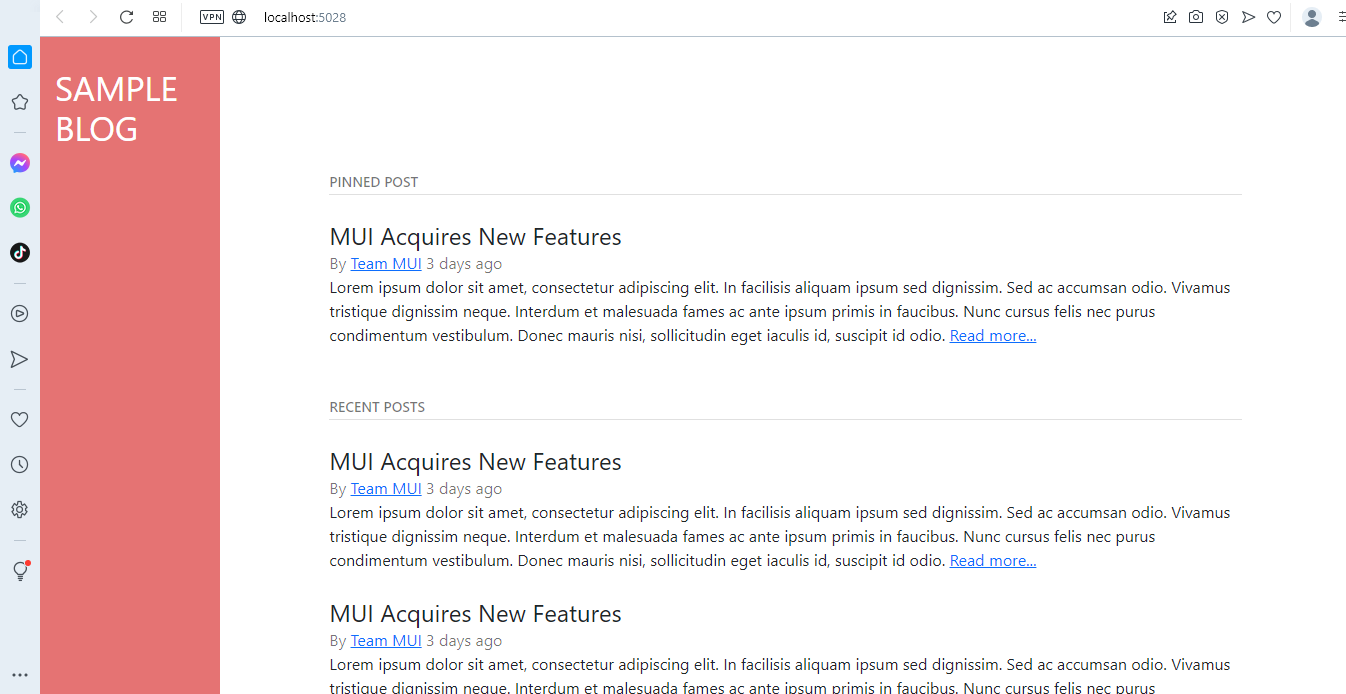 VPN localhost:5028
SAMPLE
BLOG
PINNED POST
MUI Acquires New Features
By Team MUI 3 days ago
Lorem ipsum dolor sit amet, consectetur adipiscing elit. In facilisis aliquam ipsum sed dignissim. Sed ac accumsan odio. Vivamus
tristique dignissim neque. Interdum et malesuada fames ac ante ipsum primis in faucibus. Nunc cursus felis nec purus
condimentum vestibulum. Donec mauris nisi, sollicitudin eget iaculis id, suscipit id odio. Read more...
RECENT POSTS
MUI Acquires New Features
By Team MUI 3 days ago
Lorem ipsum dolor sit amet, consectetur adipiscing elit. In facilisis aliquam ipsum sed dignissim. Sed ac accumsan odio. Vivamus
tristique dignissim neque. Interdum et malesuada fames ac ante ipsum primis in faucibus. Nunc cursus felis nec purus
condimentum vestibulum. Donec mauris nisi, sollicitudin eget iaculis id, suscipit id odio. Read more...
MUI Acquires New Features
By Team MUI 3 days ago
Lorem ipsum dolor sit amet, consectetur adipiscing elit. In facilisis aliquam ipsum sed dignissim. Sed ac accumsan odio. Vivamus
tristique dignissim neque. Interdum et malesuada fames ac ante ipsum primis in faucibus. Nunc cursus felis nec purus